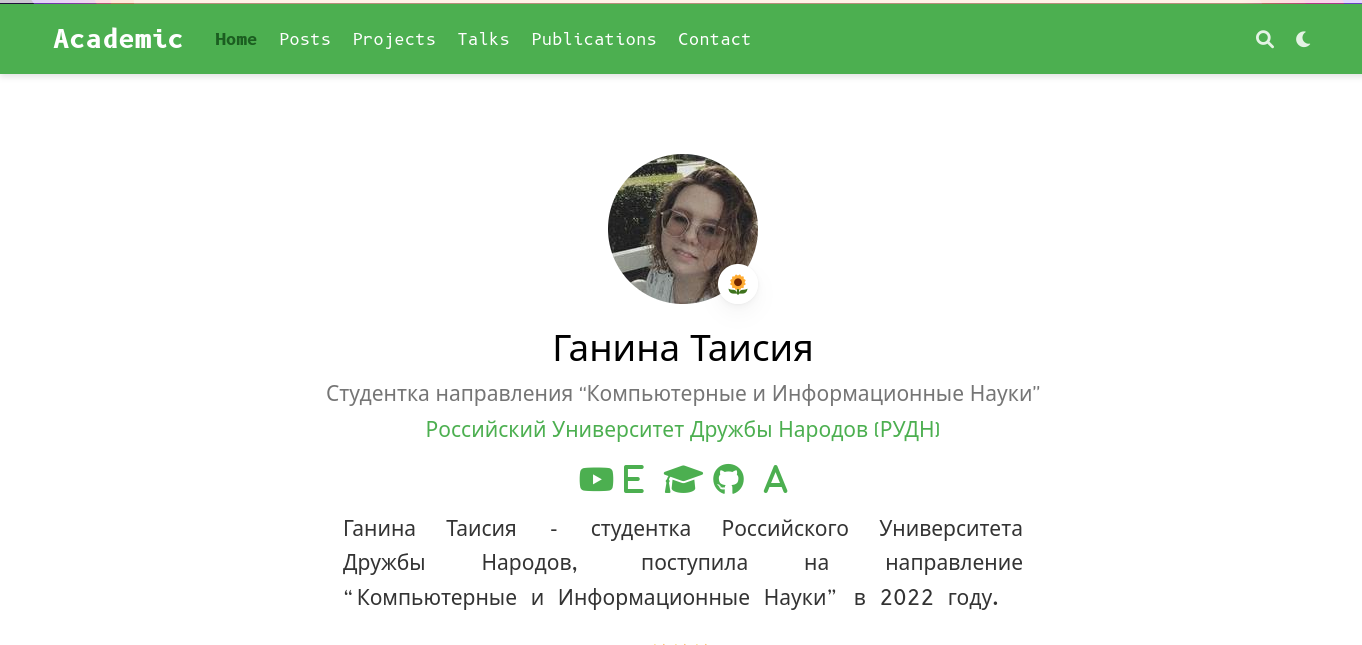 Academic Home Posts Projects Talks Publications Contact
Ганина Таисия
Студентка направления “Компьютерные и Информационные Науки”
Российский Университет Дружбы Народов (РУДН)
E A
Ганина Таисия - студентка Российского Университета
Дружбы Народов, поступила на направление
“Компьютерные и Информационные Науки” в 2022 году.